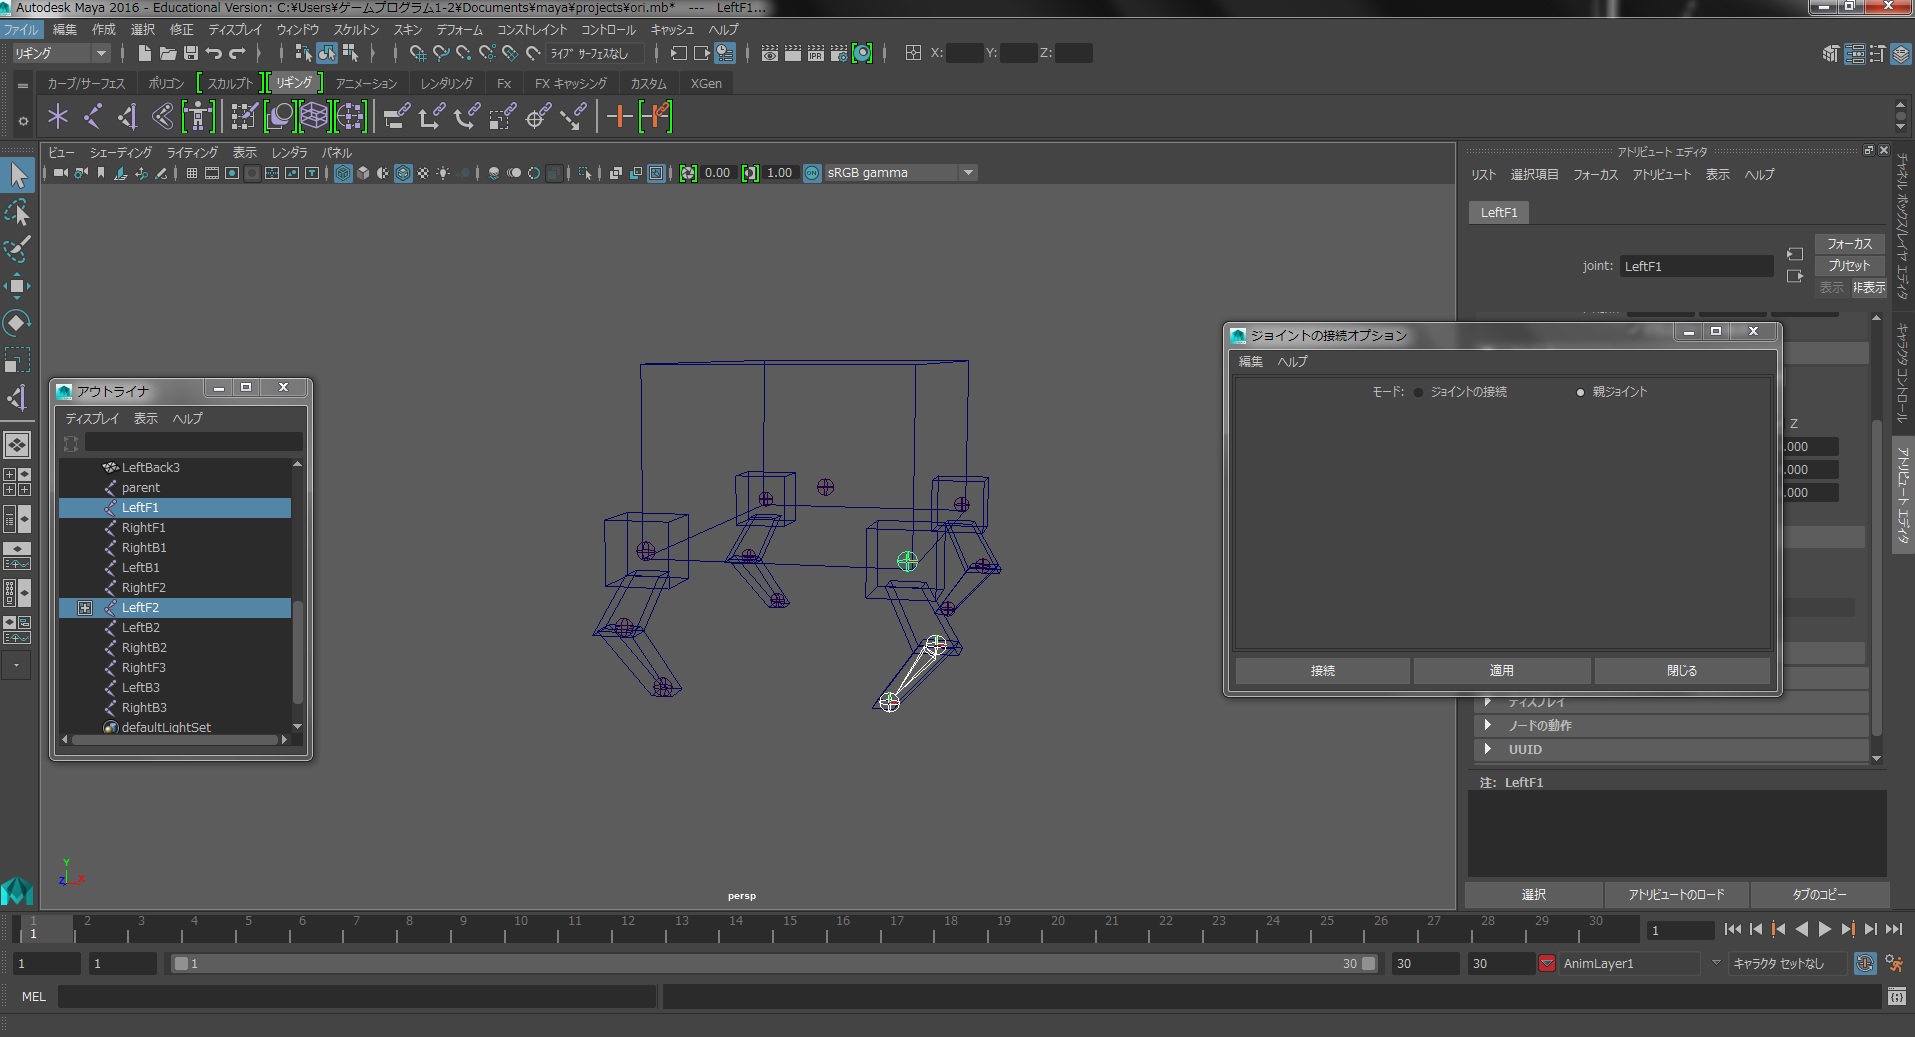 Autodesk Maya 2016 - Educational Version: C:¥Users¥ゲームプログラム1-2¥Documents¥maya¥projects¥ori.mb* --- LeftF1...
ファイル 編集 作成 選択 修正 ディスプレイ ウィンドウ スケルトン スキン デフォーム コンストレイント コントロール キャッシュ ヘルプ
リギング ライブ サーフェスなし X: Y: Z:
カーブ/サーフェス ポリゴン スカルプト リギング アニメーション レンダリング Fx FX キャッシング カスタム XGen
ビュー シェーディング ライティング 表示 レンダラ パネル
0.00 1.00 sRGB gamma
アトリビュート エディタ
リスト 選択項目 フォーカス アトリビュート 表示 ヘルプ
LeftF1
joint: LeftF1
フォーカス
プリセット
表示 非表示
チャネル ボックス/レイヤ エディタ
キャラクタ コントロール
アトリビュート エディタ
Z
.000
.000
.000
ジョイントの接続オプション
編集 ヘルプ
モード: ジョイントの接続 親ジョイント
接続 適用 閉じる
アウトライナ
ディスプレイ 表示 ヘルプ
LeftBack3
parent
LeftF1
RightF1
RightB1
LeftB1
RightF2
LeftF2
LeftB2
RightB2
RightF3
LeftB3
RightB3
defaultLightSet
ディスプレイ
ノードの動作
UUID
注: LeftF1
選択 アトリビュートのロード タブのコピー
Y
Z X
persp
1 2 3 4 5 6 7 8 9 10 11 12 13 14 15 16 17 18 19 20 21 22 23 24 25 26 27 28 29 30
1 1
1 1 1 30 30 30 AnimLayer1 キャラクタ セットなし
MEL